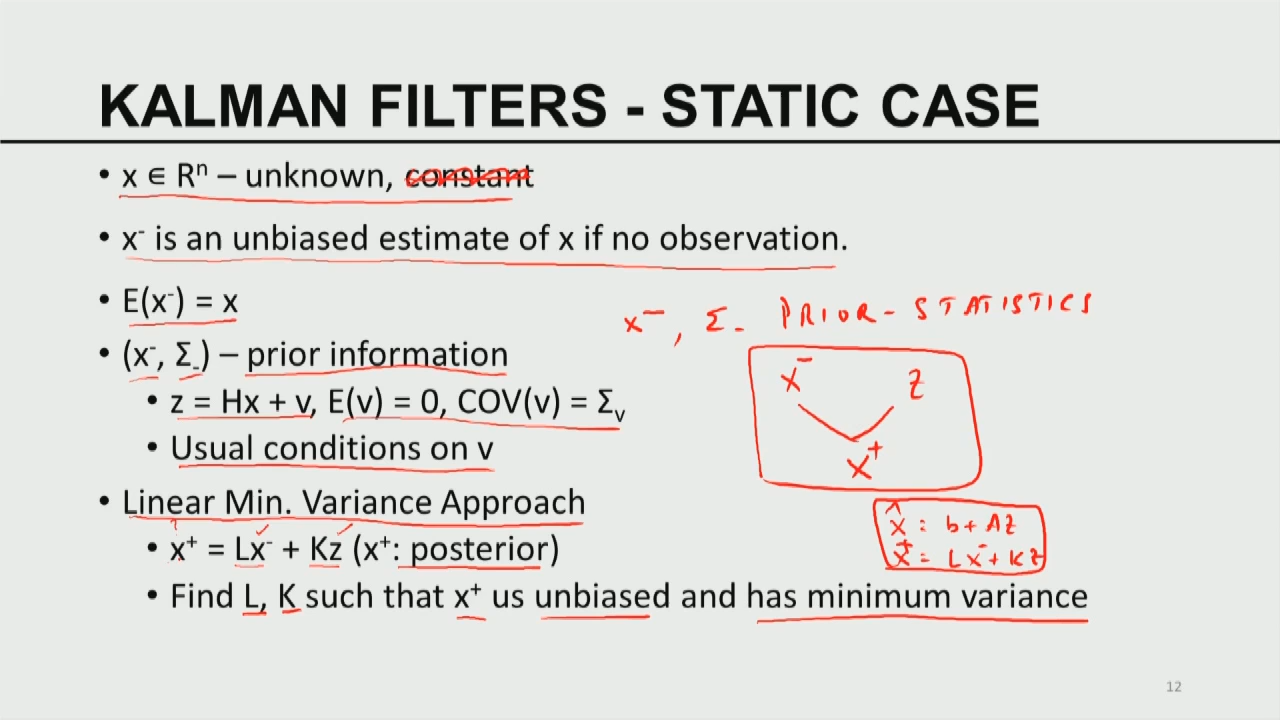 KALMAN FILTERS - STATIC CASE
• x ∈ Rⁿ – unknown, constant
• x⁻ is an unbiased estimate of x if no observation.
• E(x⁻) = x
x⁻, Σ₋ PRIOR - STATISTICS
• (x⁻, Σ₋) – prior information
x⁻ z
• z = Hx + v, E(v) = 0, COV(v) = Σᵥ
• Usual conditions on v
x⁺
• Linear Min. Variance Approach
x̂ = b + Az
• x⁺ = Lx⁻ + Kz (x⁺: posterior)
x⁺ = Lx⁻ + Kz
• Find L, K such that x⁺ us unbiased and has minimum variance
12